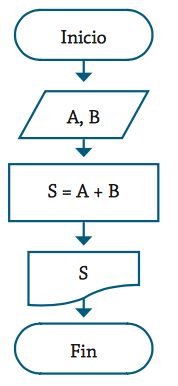 Inicio
A, B
S = A + B
S
Fin